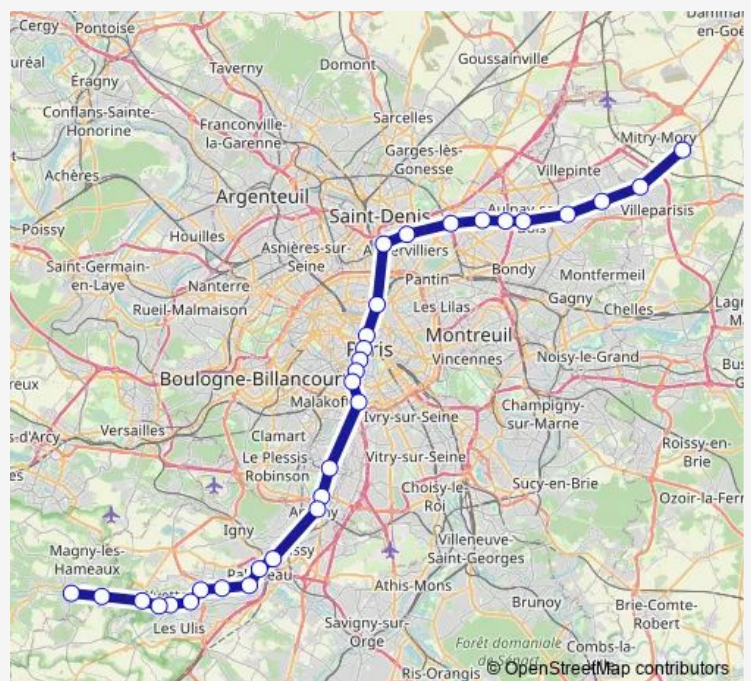 Cergy
Pontoise
Taverny
Domont
Goussainville
Éragny
Conflans-Sainte-
Honorine
Franconville-
la-Garenne
Sarcelles
Garges-lès-
Gonesse
Mitry-Mory
Villepinte
Achères
Argenteuil
Saint-Denis
Villeparisis
Poissy
Houilles
Asnières-sur-
Seine
Saint-Germain-
en-Laye
Nanterre
Pantin
Bondy
Montfermeil
Rueil-Malmaison
Les Lilas
Gagny
Chelles
Paris
Montreuil
Vincennes
Noisy-le-Grand
Boulogne-Billancourt
Malakoff
Ivry-sur-Seine
Champigny-
sur-Marne
s-d'Arcy
Versailles
Clamart
Le Plessis
Robinson
Vitry-sur-Seine
Roissy-en-
Brie
Choisy-le-
Roi
Sucy-en-Brie
Ozoir-la-Ferr
Igny
Magny-les-
Hameaux
Villeneuve-
Saint-Georges
Athis-Mons
Brunoy
Brie-Comte-
Robert
Les Ulis
Savigny-sur-
Orge
Forêt domaniale
de Sénart
Combs-la-
Ris-Orangis
© OpenStreetMap contributors